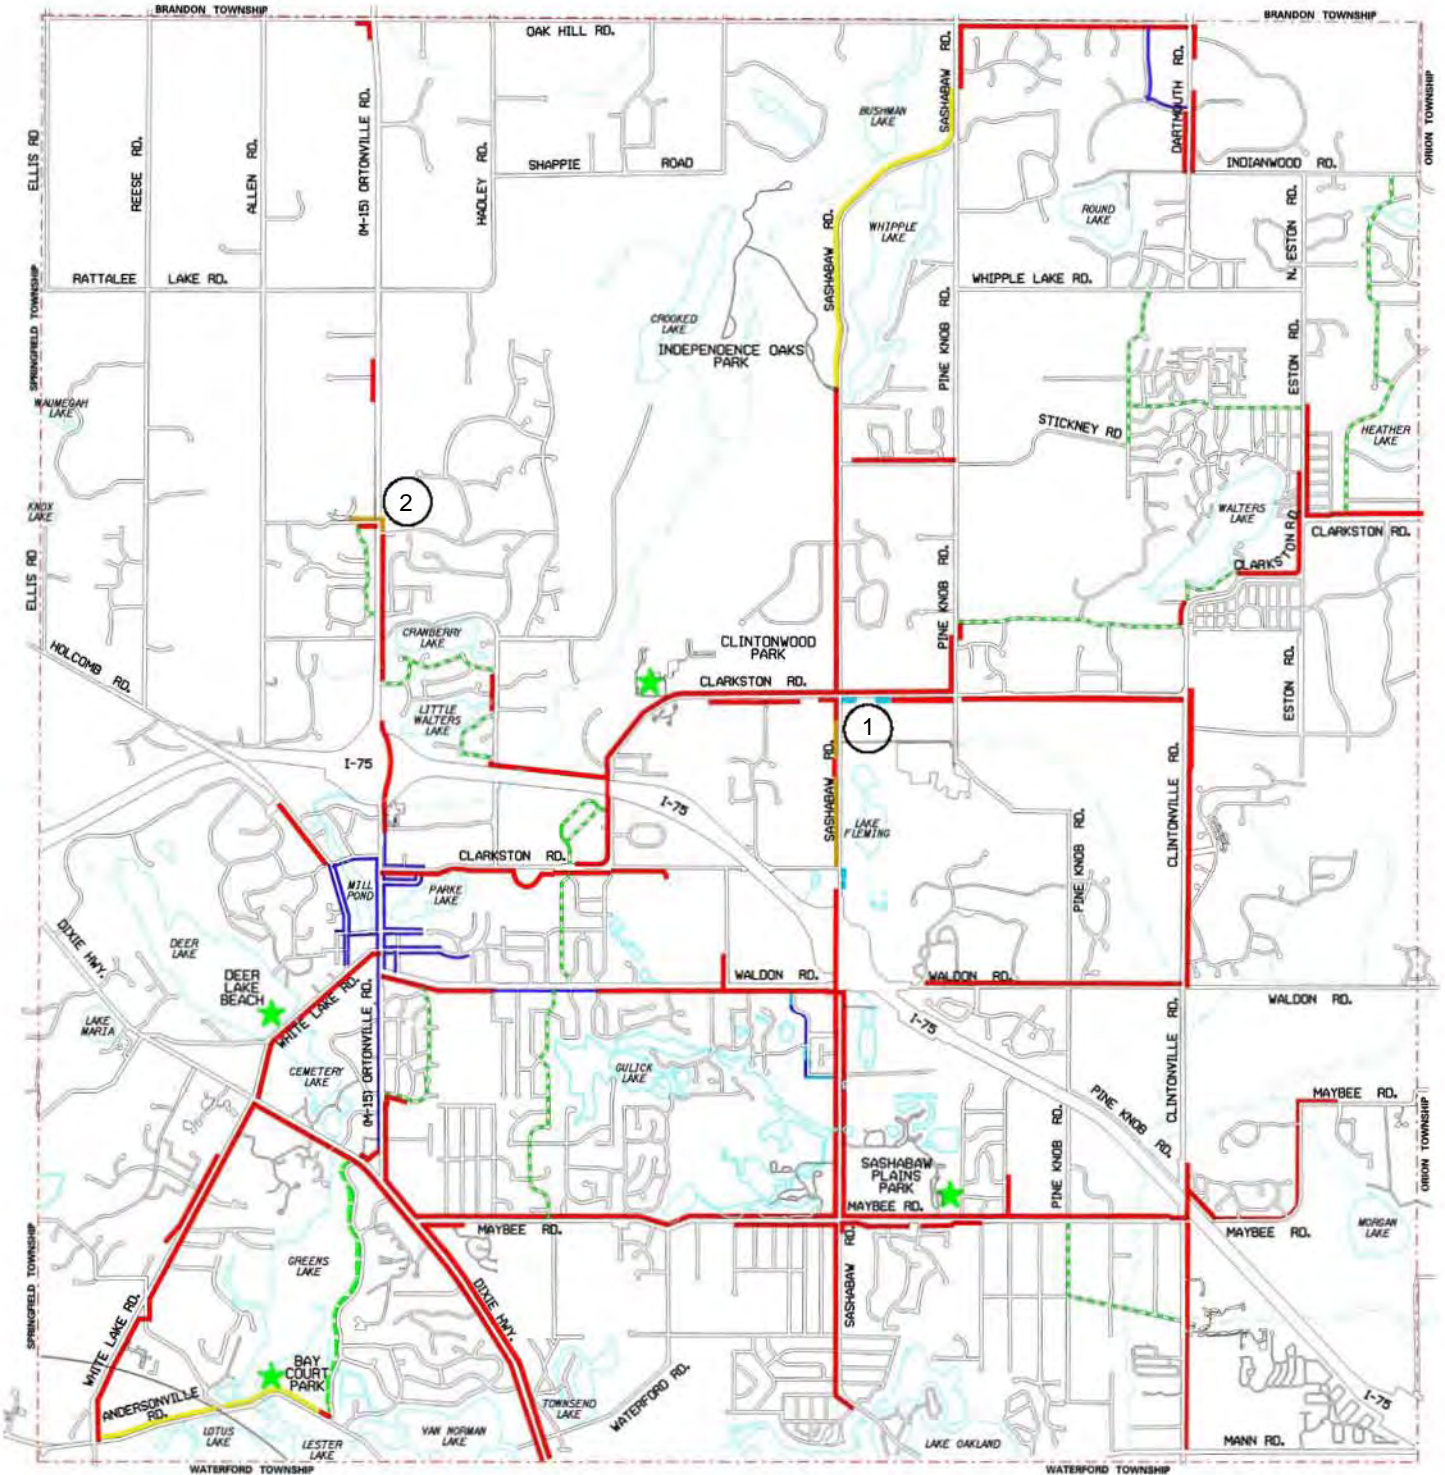 BRANDON TOWNSHIP
BRANDON TOWNSHIP
OAK HILL RD.
SASHABAW RD.
DARTMOUTH RD.
ORION TOWNSHIP
ELLIS RD
REESE RD.
ALLEN RD.
(M-15) ORTONVILLE RD.
HADLEY RD.
BUSHMAN
LAKE
SHAPPIE ROAD
INDIANWOOD RD.
ROUND
LAKE
WHIPPLE
LAKE
SASHABAW RD.
N. ESTON RD.
RATTALEE LAKE RD.
WHIPPLE LAKE RD.
SPRINGFIELD TOWNSHIP
CROOKED
LAKE
INDEPENDENCE OAKS
PARK
PINE KNOB RD.
ESTON RD.
WAUMEGAH
LAKE
STICKNEY RD
HEATHER
LAKE
2
KNOX
LAKE
WALTERS
LAKE
CLARKSTON RD.
CLARKSTON RD.
ELLIS RD
PINE KNOB RD.
CRANBERRY
LAKE
CLINTONWOOD
PARK
HOLCOMB RD.
CLARKSTON RD.
ESTON RD.
LITTLE
WALTERS
LAKE
1
I-75
I-75
SASHABAW RD.
LAKE
FLEMING
CLINTONVILLE RD.
PINE KNOB RD.
CLARKSTON RD.
MILL
POND
PARKE
LAKE
DIXIE HWY.
DEER
LAKE
DEER
LAKE
BEACH
WALDON RD.
WALDON RD.
WALDON RD.
LAKE
MARIA
WHITE LAKE RD.
(M-15) ORTONVILLE RD.
I-75
CEMETERY
LAKE
GULICK
LAKE
CLINTONVILLE RD.
PINE KNOB RD.
MAYBEE RD.
PINE KNOB RD.
ORION TOWNSHIP
SASHABAW
PLAINS
PARK
MAYBEE RD.
MAYBEE RD.
MAYBEE RD.
MORGAN
LAKE
SPRINGFIELD TOWNSHIP
GREENS
LAKE
SASHABAW RD.
DIXIE HWY.
WHITE LAKE RD.
BAY
COURT
PARK
ANDERSONVILLE
RD.
LOTUS
LAKE
LESTER
LAKE
VAN NORMAN
LAKE
TOWNSEND
LAKE
WATERFORD RD.
LAKE OAKLAND
I-75
MANN RD.
WATERFORD TOWNSHIP
WATERFORD TOWNSHIP